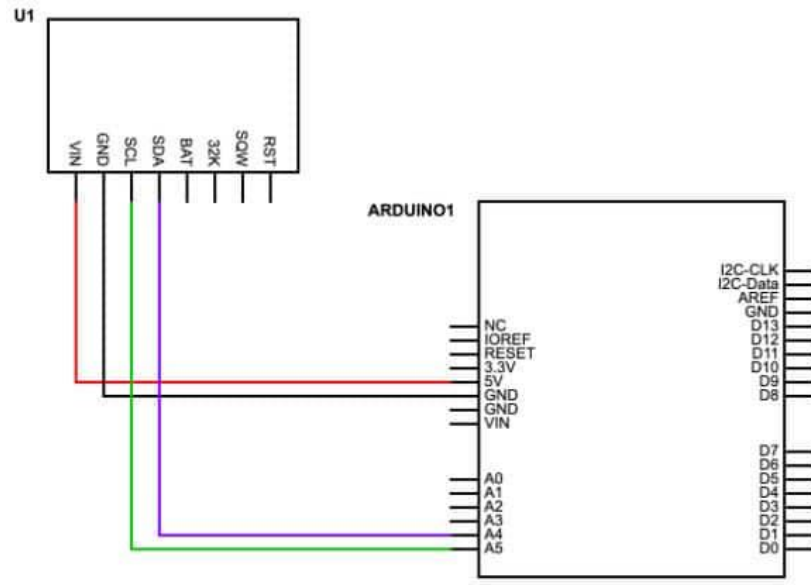 U1
VIN
GND
SCL
SDA
BAT
32K
SQW
RST
ARDUINO1
I2C-CLK
I2C-Data
AREF
GND
D13
D12
D11
D10
D9
D8
D7
D6
D5
D4
D3
D2
D1
D0
NC
IOREF
RESET
3.3V
5V
GND
GND
VIN
A0
A1
A2
A3
A4
A5